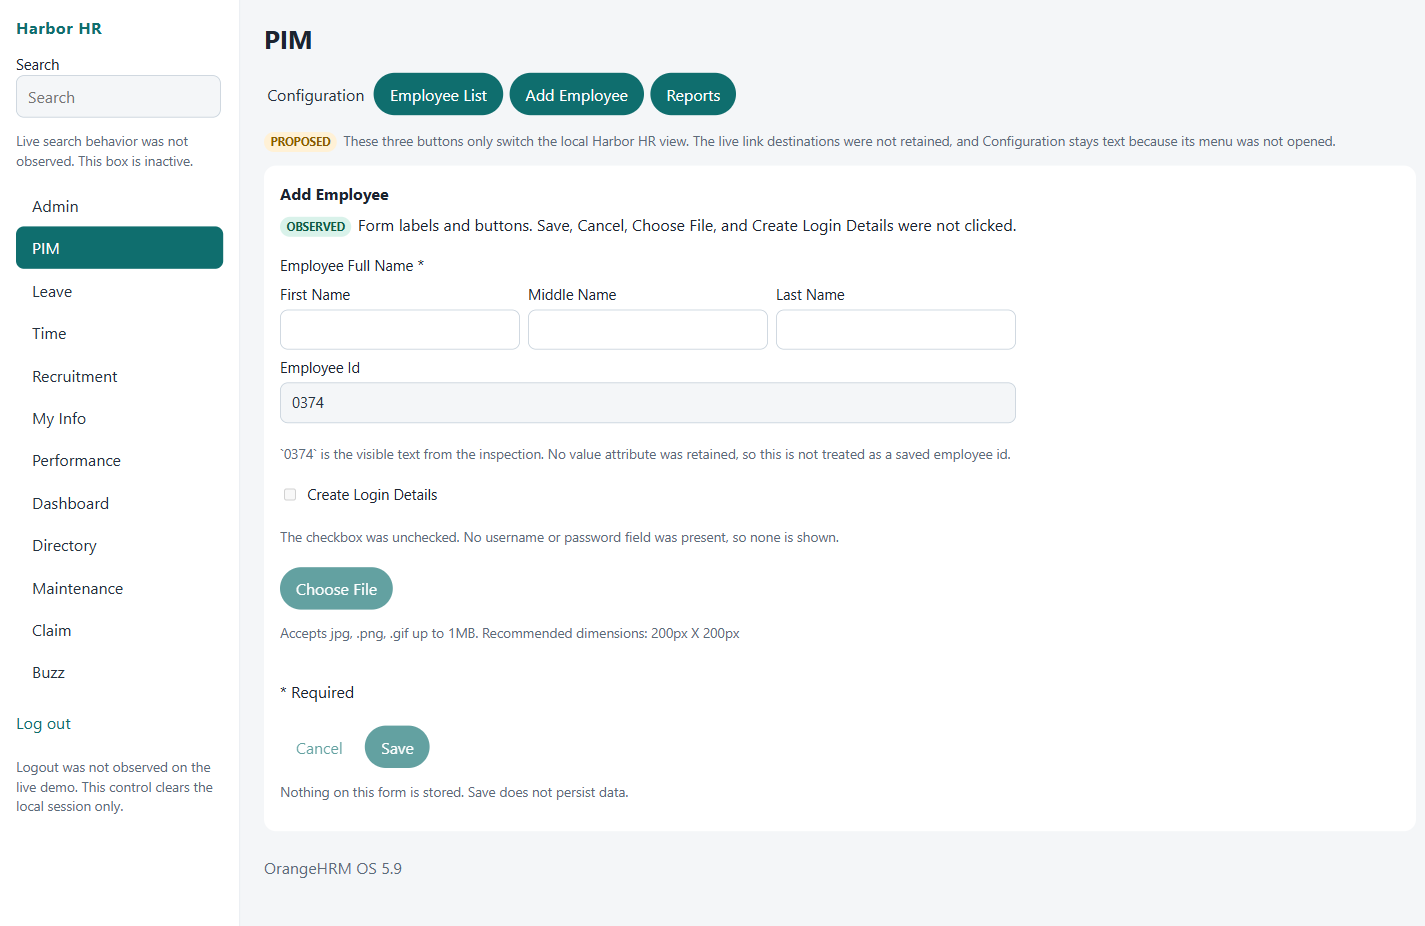 Harbor HR
Search
Search
Live search behavior was not
observed. This box is inactive.
Admin
PIM
Leave
Time
Recruitment
My Info
Performance
Dashboard
Directory
Maintenance
Claim
Buzz
Log out
Logout was not observed on the
live demo. This control clears the
local session only.
PIM
Configuration Employee List Add Employee Reports
PROPOSED These three buttons only switch the local Harbor HR view. The live link destinations were not retained, and Configuration stays text because its menu was not opened.
Add Employee
OBSERVED Form labels and buttons. Save, Cancel, Choose File, and Create Login Details were not clicked.
Employee Full Name *
First Name Middle Name Last Name
Employee Id
0374
`0374` is the visible text from the inspection. No value attribute was retained, so this is not treated as a saved employee id.
Create Login Details
The checkbox was unchecked. No username or password field was present, so none is shown.
Choose File
Accepts jpg, .png, .gif up to 1MB. Recommended dimensions: 200px X 200px
* Required
Cancel Save
Nothing on this form is stored. Save does not persist data.
OrangeHRM OS 5.9